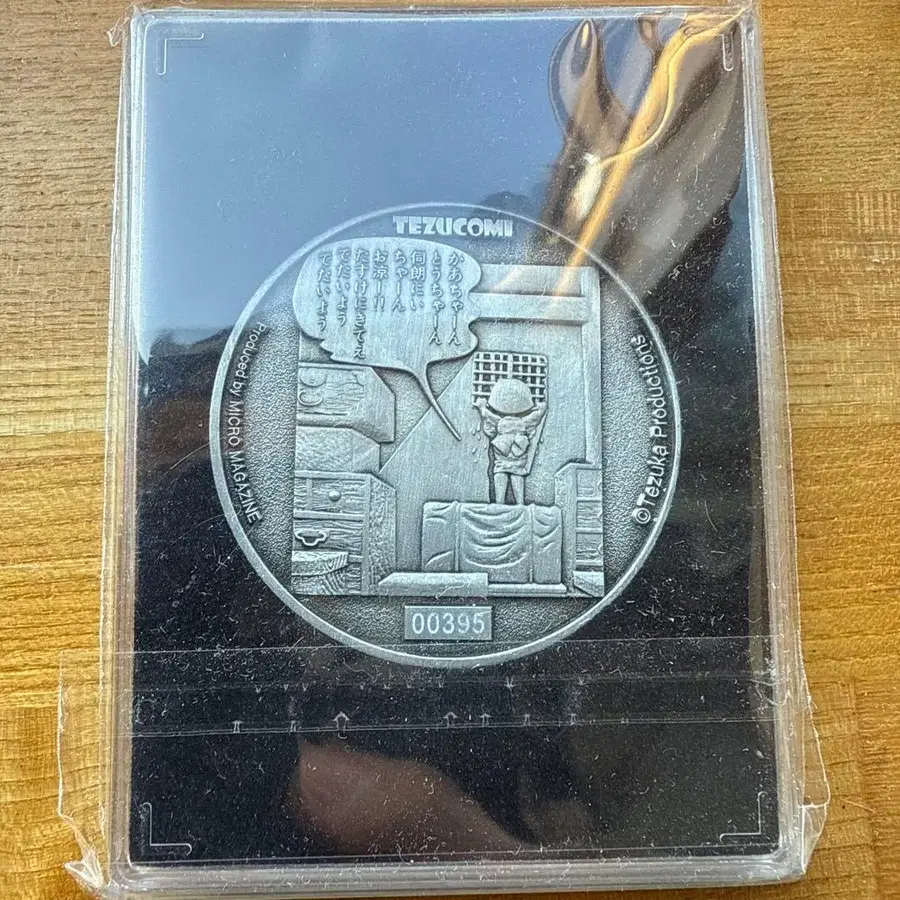 TEZUCOMI
かあちゃーん
とうちゃーん
伺朗にい
ちゃーん
お涼ー!!
たすけにきてえ
でたいよう
でたいよう
Produced by MICRO MAGAZINE
©Tezuka Productions
00395